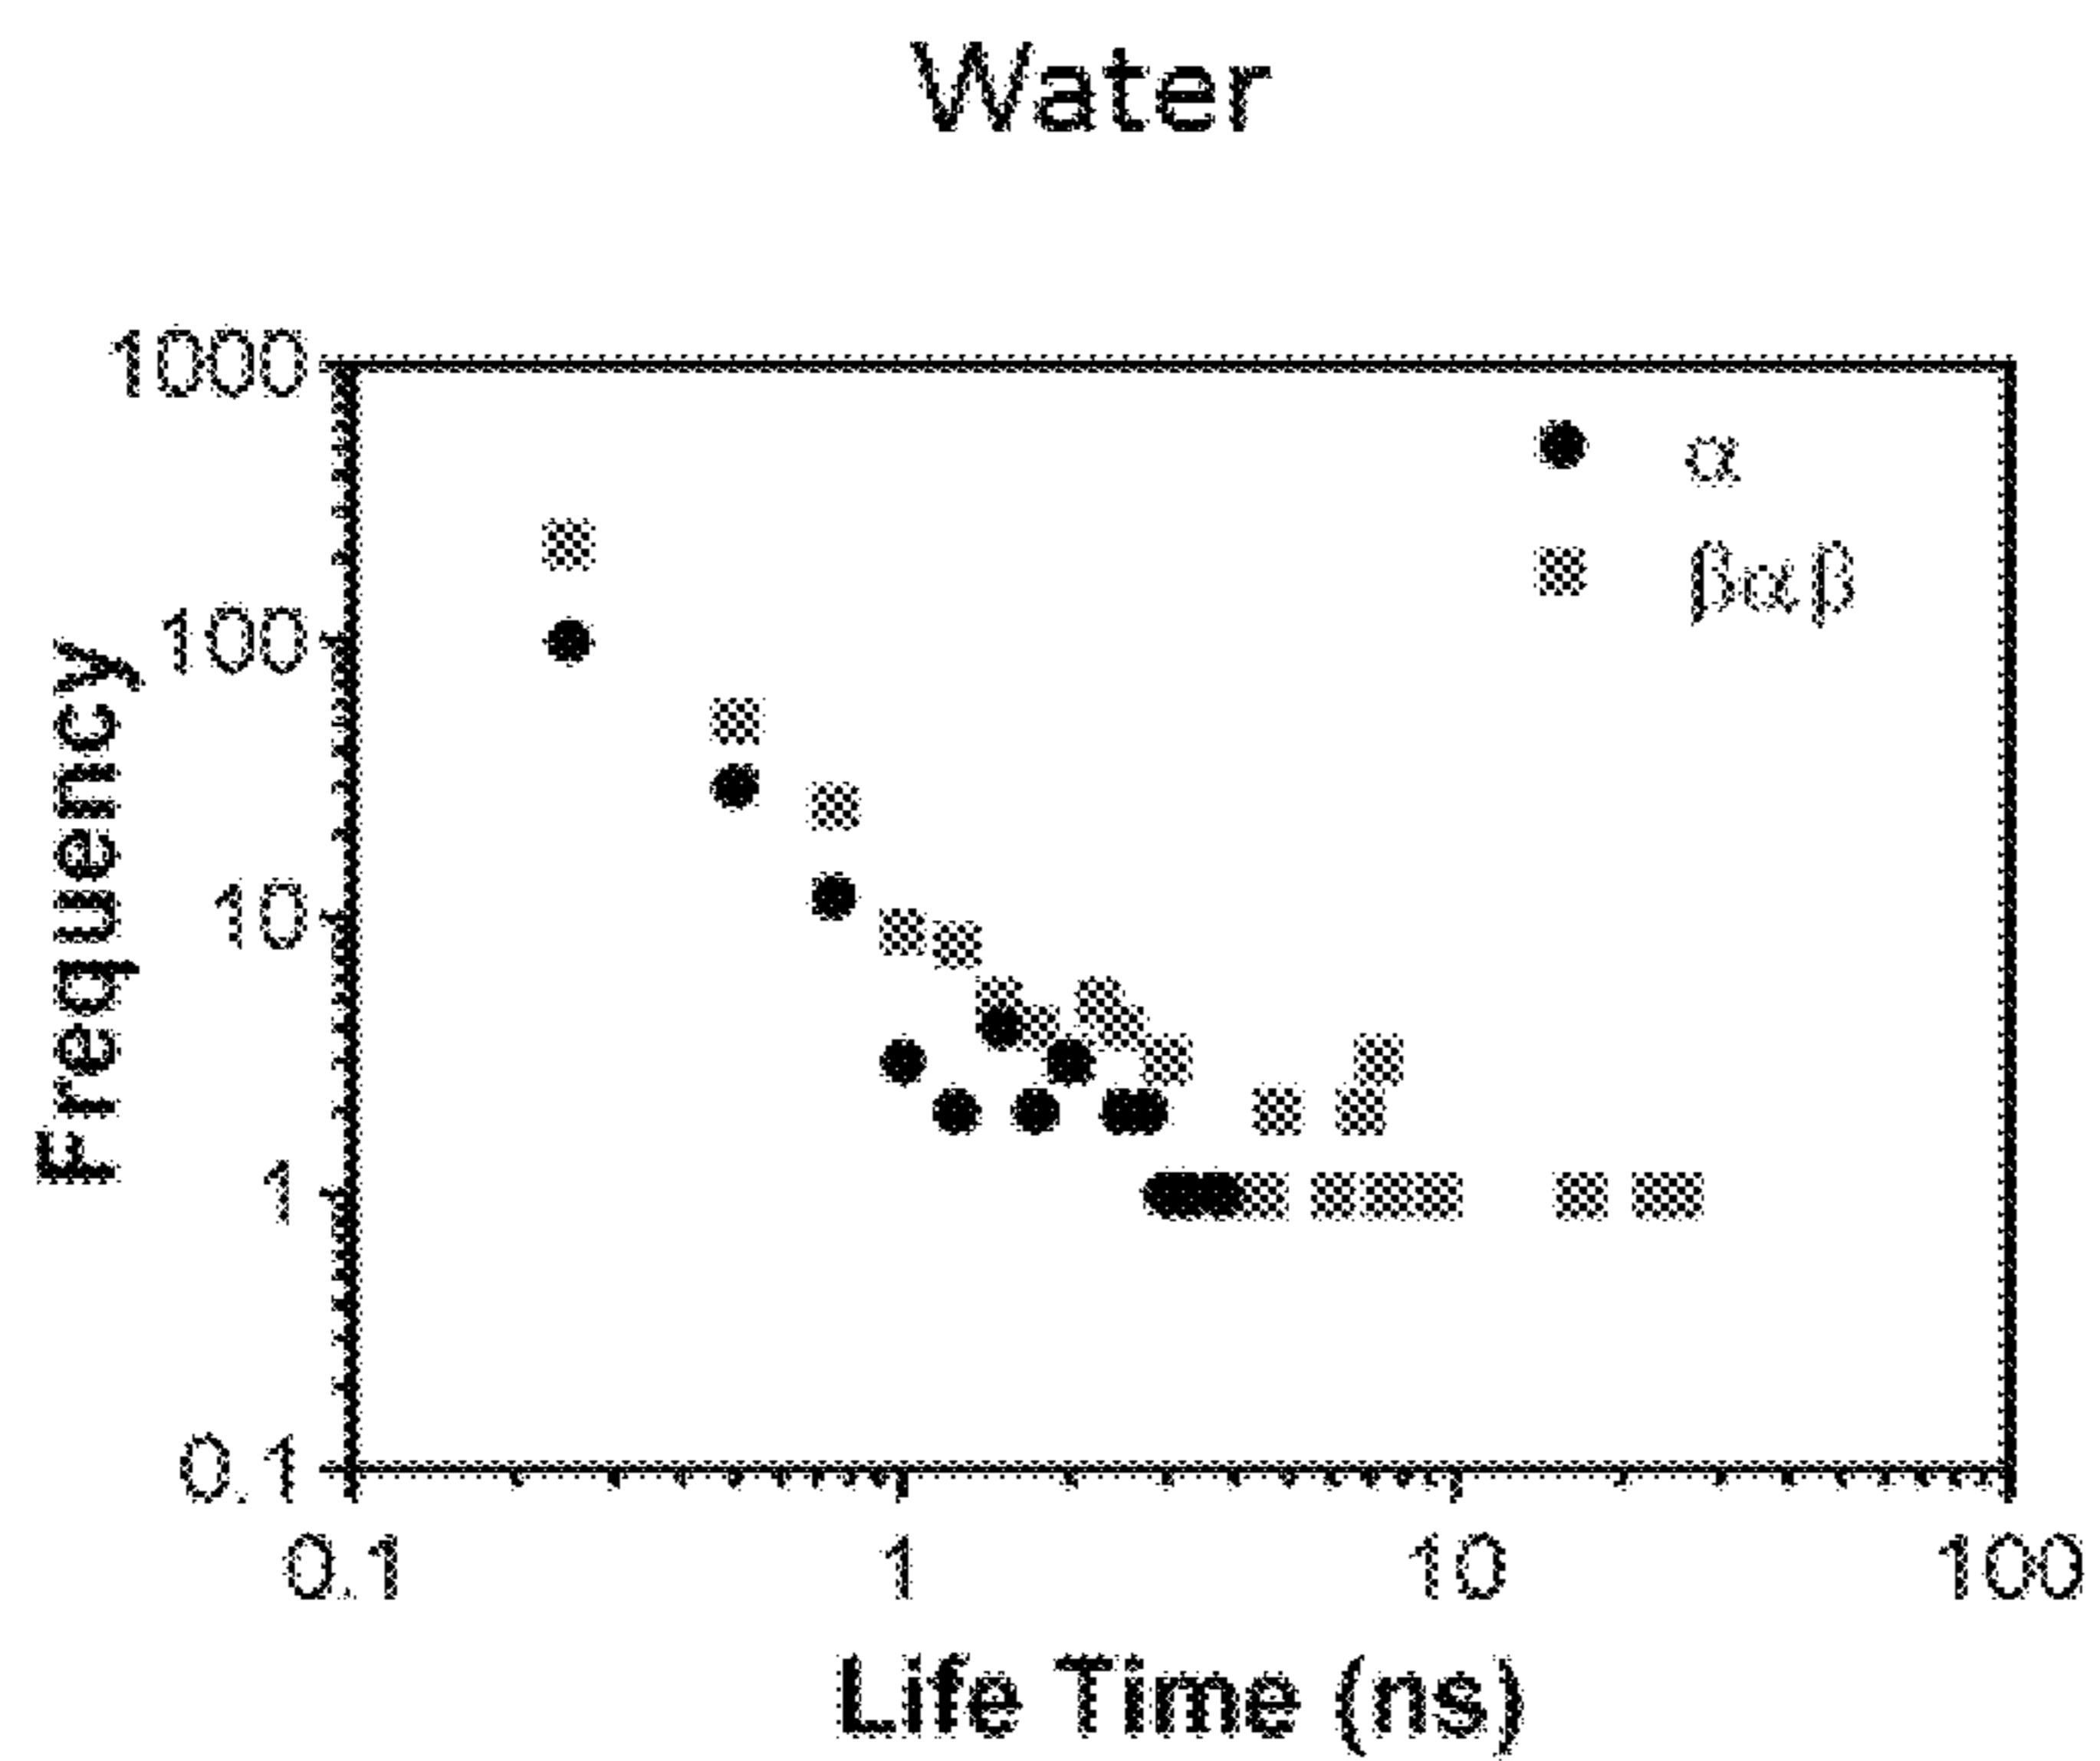 Water
1000
100
10
1
0.1
α
βαβ
Frequency
0.1 1 10 100
Life Time (ns)